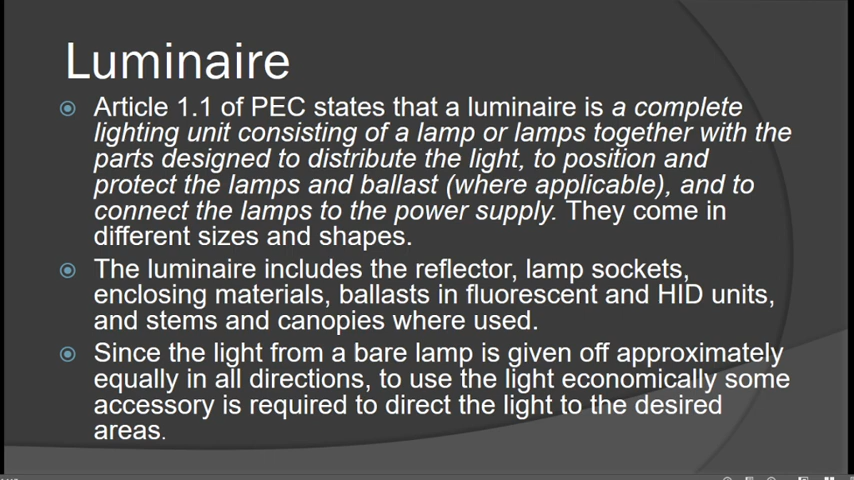 Luminaire
Article 1.1 of PEC states that a luminaire is a complete
lighting unit consisting of a lamp or lamps together with the
parts designed to distribute the light, to position and
protect the lamps and ballast (where applicable), and to
connect the lamps to the power supply. They come in
different sizes and shapes.
The luminaire includes the reflector, lamp sockets,
enclosing materials, ballasts in fluorescent and HID units,
and stems and canopies where used.
Since the light from a bare lamp is given off approximately
equally in all directions, to use the light economically some
accessory is required to direct the light to the desired
areas.